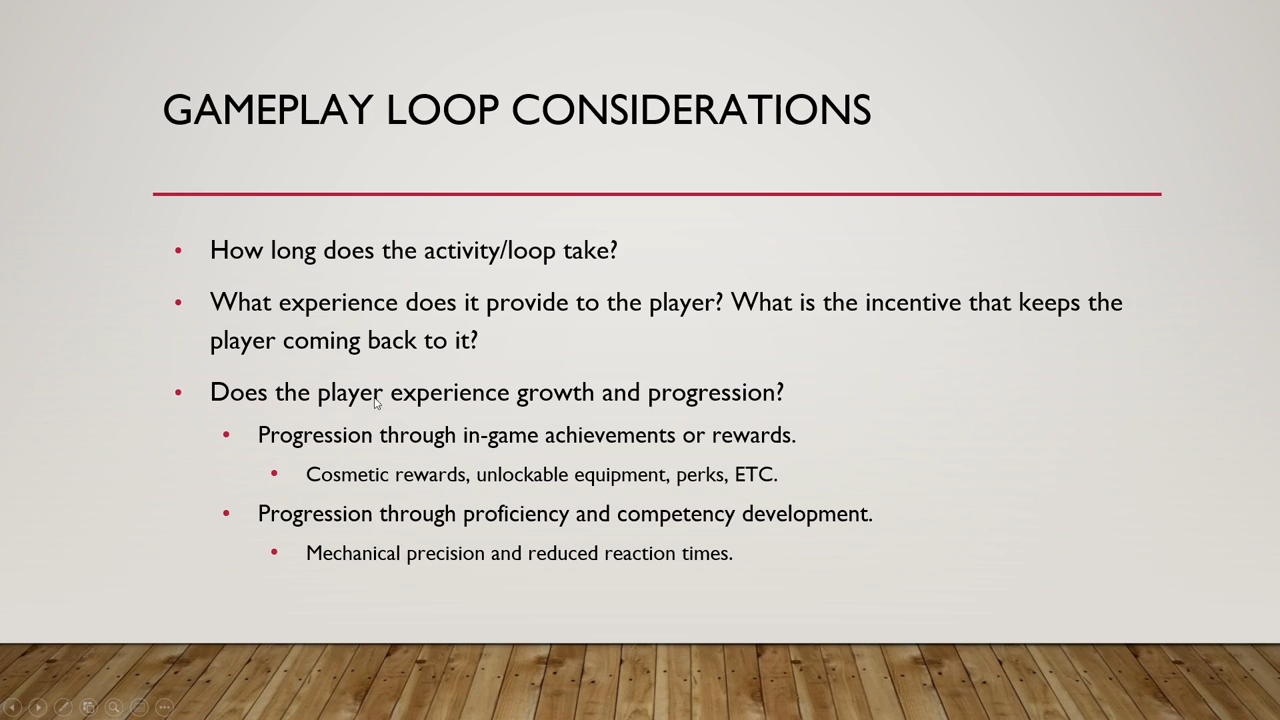 GAMEPLAY LOOP CONSIDERATIONS
How long does the activity/loop take?
What experience does it provide to the player? What is the incentive that keeps the
player coming back to it?
Does the player experience growth and progression?
Progression through in-game achievements or rewards.
Cosmetic rewards, unlockable equipment, perks, ETC.
Progression through proficiency and competency development.
Mechanical precision and reduced reaction times.